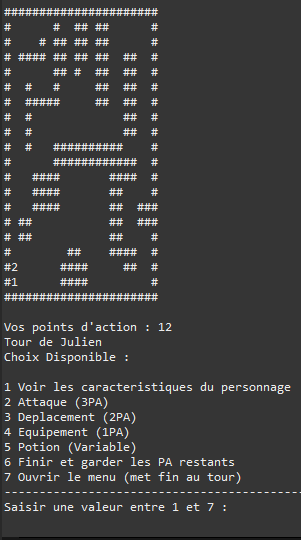 ######################
#      #  ## ##      #
#    # ## ## ##      #
# #### ## ## ##  ##  #
#      ## #  ##  ##  #
#  #   #     ##  ##  #
#  #####     ##  ##  #
#  #             ##  #
#  #             ##  #
#  #   ##########    #
#      ############  #
#   ####       ####  #
#   ####       ##    #
#   ####       ##  ###
# ##           ##  ###
# ##           ##    #
#        ##    ####  #
#2      ####     ##  #
#1      ####         #
######################
Vos points d'action : 12
Tour de Julien
Choix Disponible :
1 Voir les caracteristiques du personnage
2 Attaque (3PA)
3 Deplacement (2PA)
4 Equipement (1PA)
5 Potion (Variable)
6 Finir et garder les PA restants
7 Ouvrir le menu (met fin au tour)
------------------------------------------
Saisir une valeur entre 1 et 7 :